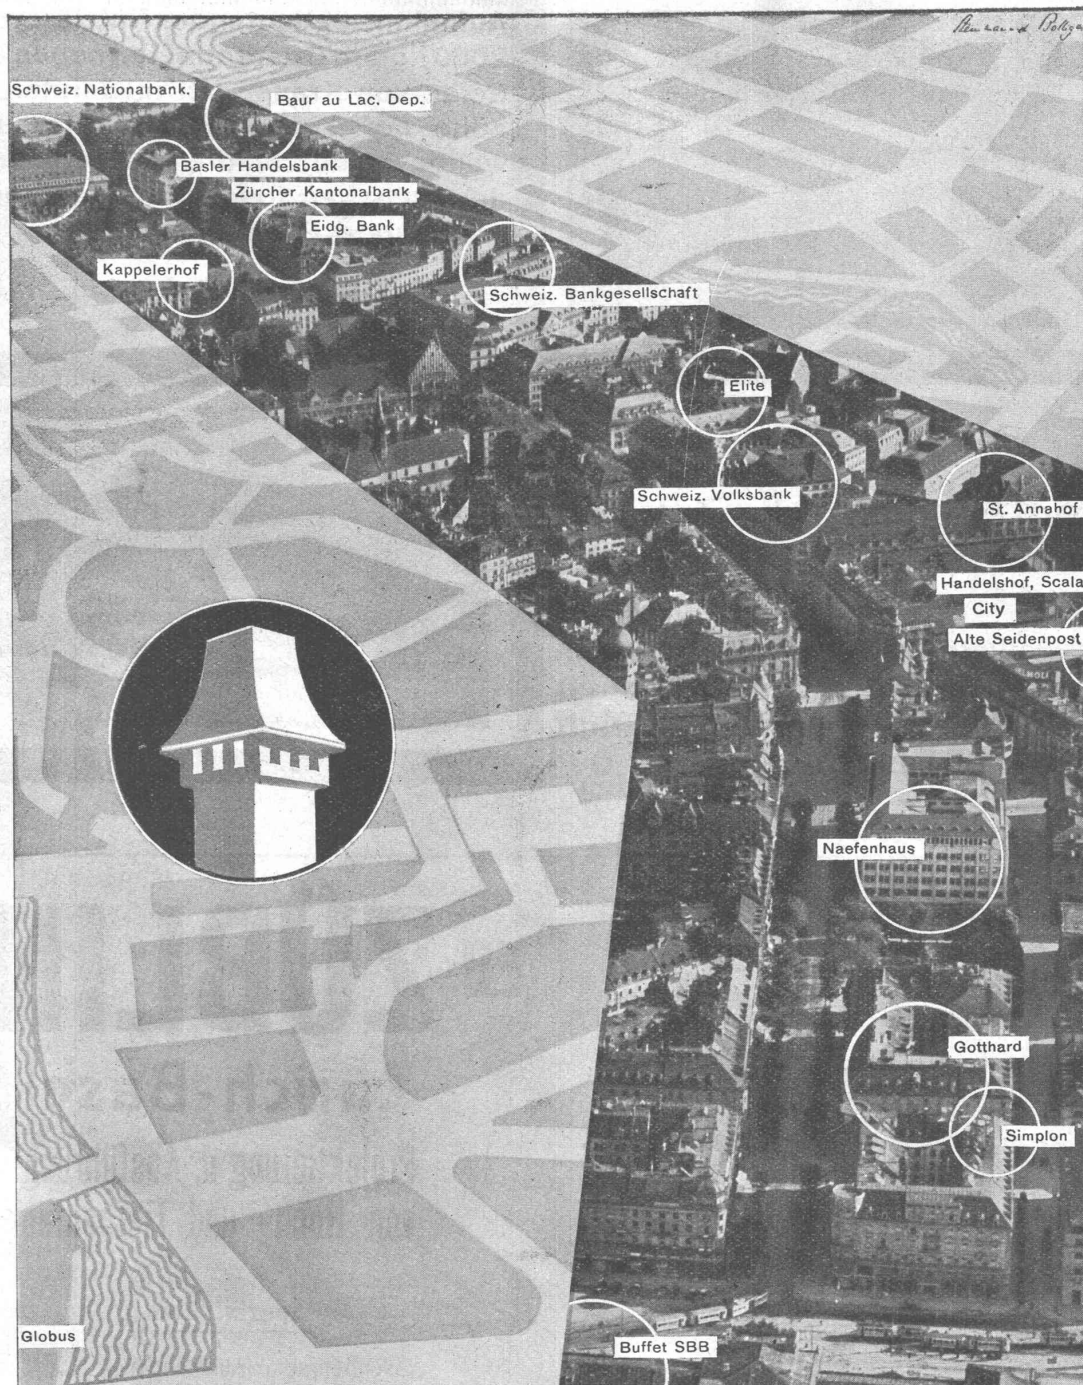 Schweiz. Nationalbank.
Baur au Lac. Dep.
Basler Handelsbank
Zürcher Kantonalbank
Eidg. Bank
Kappelerhof
Schweiz. Bankgesellschaft
Elite
Schweiz. Volksbank
St. Annahof
Handelshof, Scala
City
Alte Seidenpost
Naefenhaus
Gotthard
Simplon
Globus
Buffet SBB